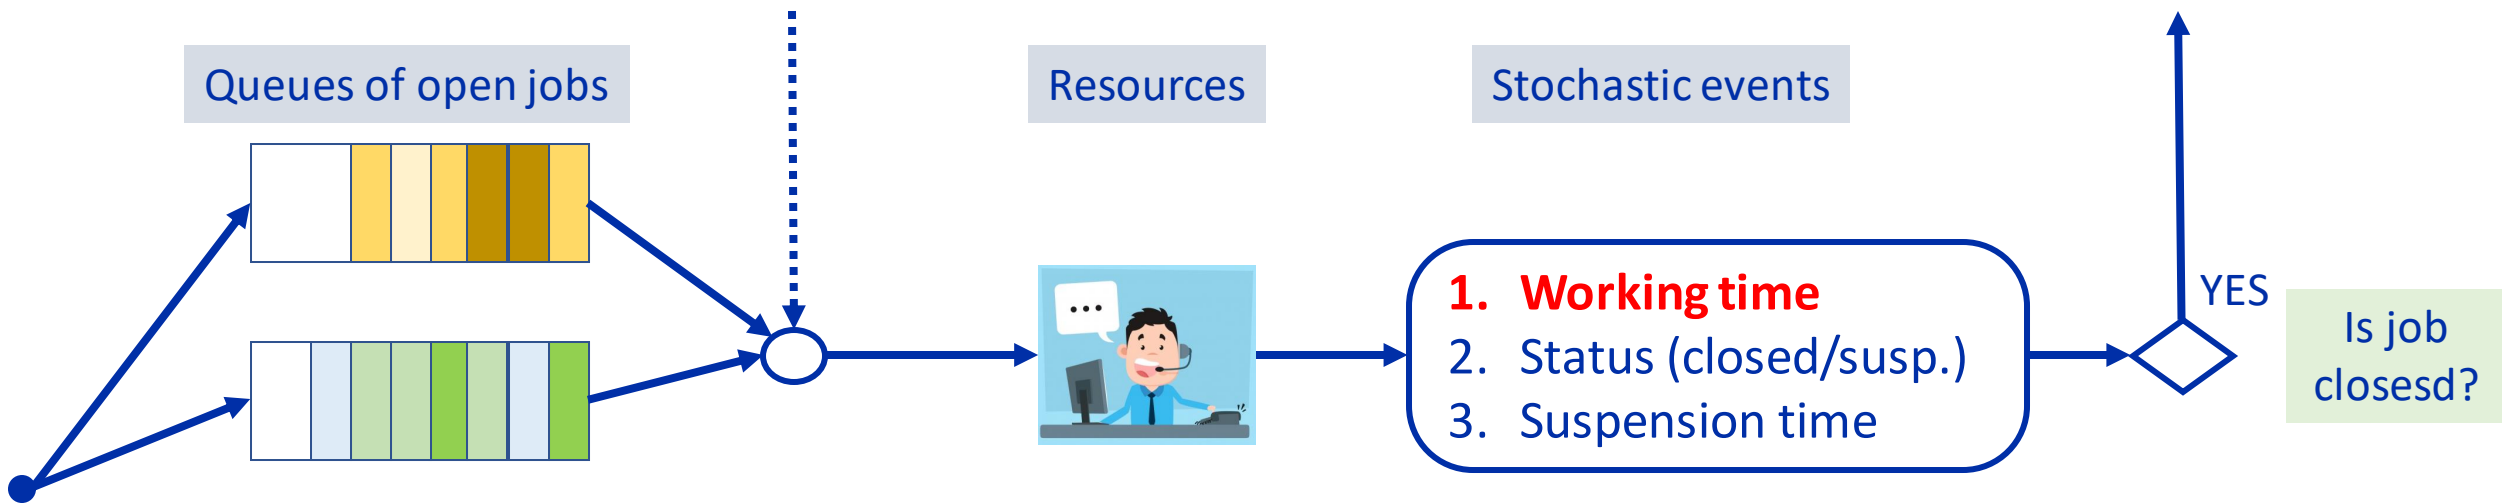 Queues of open jobs
Resources
Stochastic events
1. Working time
2. Status (closed/susp.)
3. Suspension time
YES
Is job
closesd?